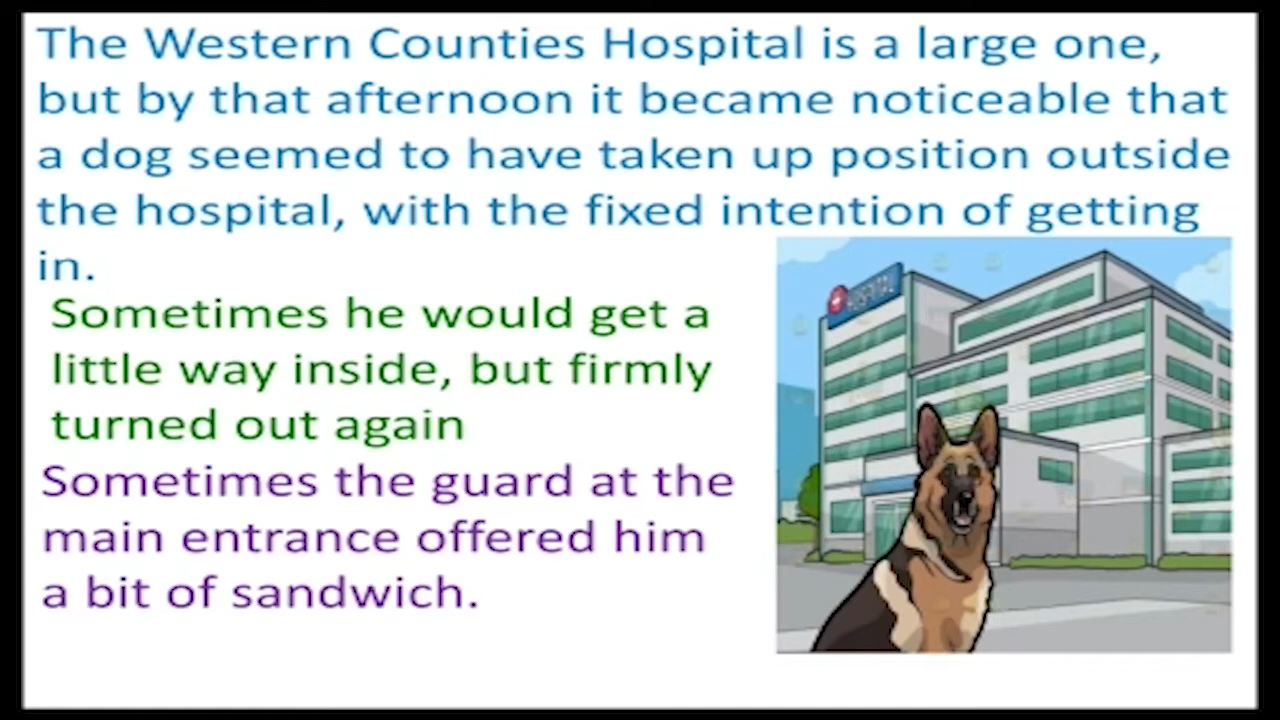 The Western Counties Hospital is a large one,
but by that afternoon it became noticeable that
a dog seemed to have taken up position outside
the hospital, with the fixed intention of getting
in.
Sometimes he would get a
little way inside, but firmly
turned out again
Sometimes the guard at the
main entrance offered him
a bit of sandwich.
HOSPITAL